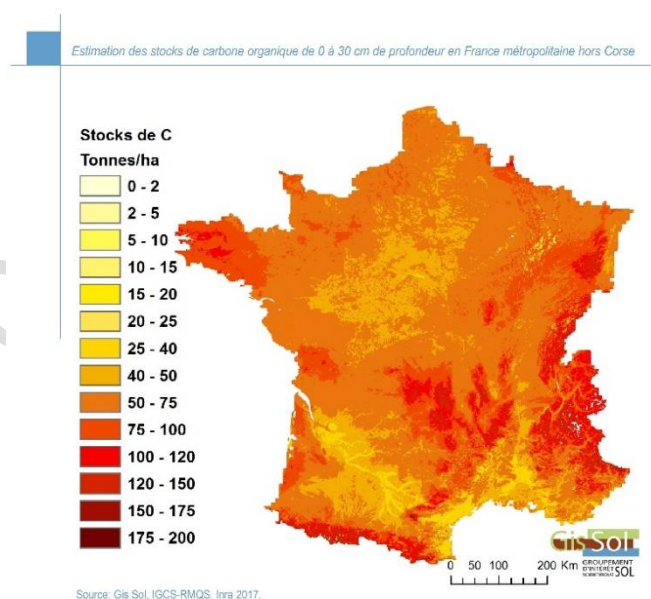 Estimation des stocks de carbone organique de 0 à 30 cm de profondeur en France métropolitaine hors Corse
Stocks de C
Tonnes/ha
0 - 2
2 - 5
5 - 10
10 - 15
15 - 20
20 - 25
25 - 40
40 - 50
50 - 75
75 - 100
100 - 120
120 - 150
150 - 175
175 - 200
0 50 100 200 Km
GisSol
GROUPEMENT
D'INTÉRÊT
SCIENTIFIQUE SOL
Source: Gis Sol, IGCS-RMQS, Inra 2017.